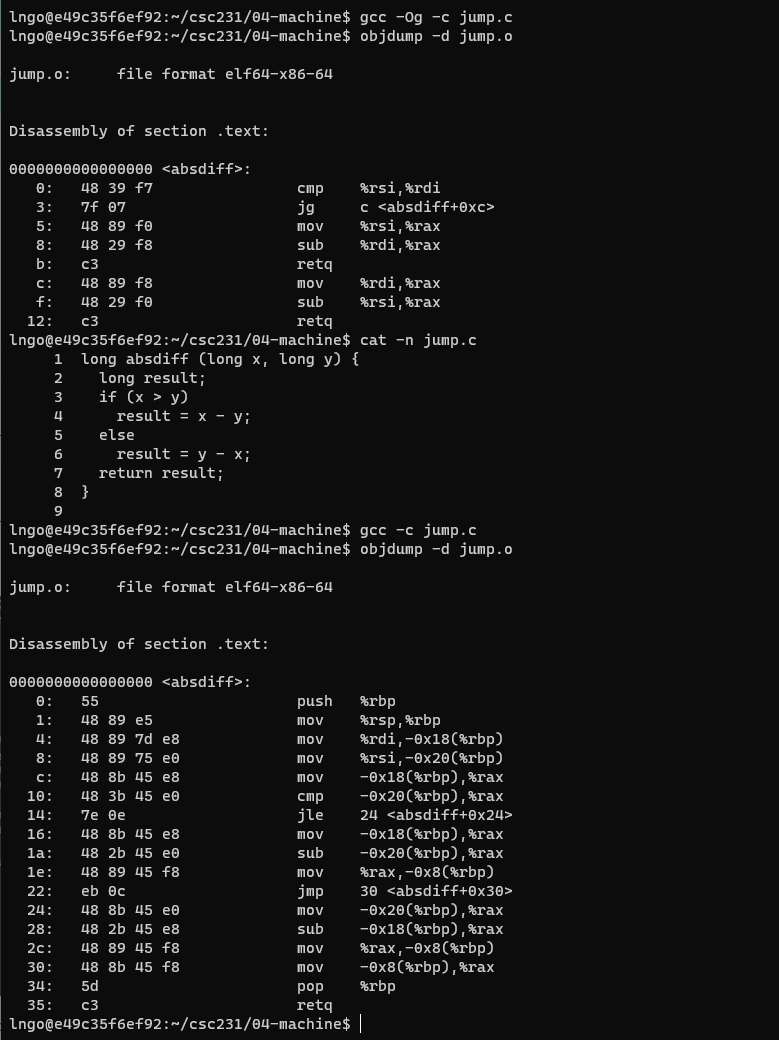 lngo@e49c35f6ef92:~/csc231/04-machine$ gcc -Og -c jump.c
lngo@e49c35f6ef92:~/csc231/04-machine$ objdump -d jump.o
jump.o:     file format elf64-x86-64
Disassembly of section .text:
0000000000000000 <absdiff>:
   0:   48 39 f7                cmp    %rsi,%rdi
   3:   7f 07                   jg     c <absdiff+0xc>
   5:   48 89 f0                mov    %rsi,%rax
   8:   48 29 f8                sub    %rdi,%rax
   b:   c3                      retq
   c:   48 89 f8                mov    %rdi,%rax
   f:   48 29 f0                sub    %rsi,%rax
  12:   c3                      retq
lngo@e49c35f6ef92:~/csc231/04-machine$ cat -n jump.c
     1  long absdiff (long x, long y) {
     2    long result;
     3    if (x > y)
     4      result = x - y;
     5    else
     6      result = y - x;
     7    return result;
     8  }
     9
lngo@e49c35f6ef92:~/csc231/04-machine$ gcc -c jump.c
lngo@e49c35f6ef92:~/csc231/04-machine$ objdump -d jump.o
jump.o:     file format elf64-x86-64
Disassembly of section .text:
0000000000000000 <absdiff>:
   0:   55                      push   %rbp
   1:   48 89 e5                mov    %rsp,%rbp
   4:   48 89 7d e8             mov    %rdi,-0x18(%rbp)
   8:   48 89 75 e0             mov    %rsi,-0x20(%rbp)
   c:   48 8b 45 e8             mov    -0x18(%rbp),%rax
  10:   48 3b 45 e0             cmp    -0x20(%rbp),%rax
  14:   7e 0e                   jle    24 <absdiff+0x24>
  16:   48 8b 45 e8             mov    -0x18(%rbp),%rax
  1a:   48 2b 45 e0             sub    -0x20(%rbp),%rax
  1e:   48 89 45 f8             mov    %rax,-0x8(%rbp)
  22:   eb 0c                   jmp    30 <absdiff+0x30>
  24:   48 8b 45 e0             mov    -0x20(%rbp),%rax
  28:   48 2b 45 e8             sub    -0x18(%rbp),%rax
  2c:   48 89 45 f8             mov    %rax,-0x8(%rbp)
  30:   48 8b 45 f8             mov    -0x8(%rbp),%rax
  34:   5d                      pop    %rbp
  35:   c3                      retq
lngo@e49c35f6ef92:~/csc231/04-machine$